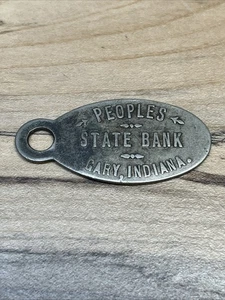 PEOPLES
STATE BANK
GARY, INDIANA.